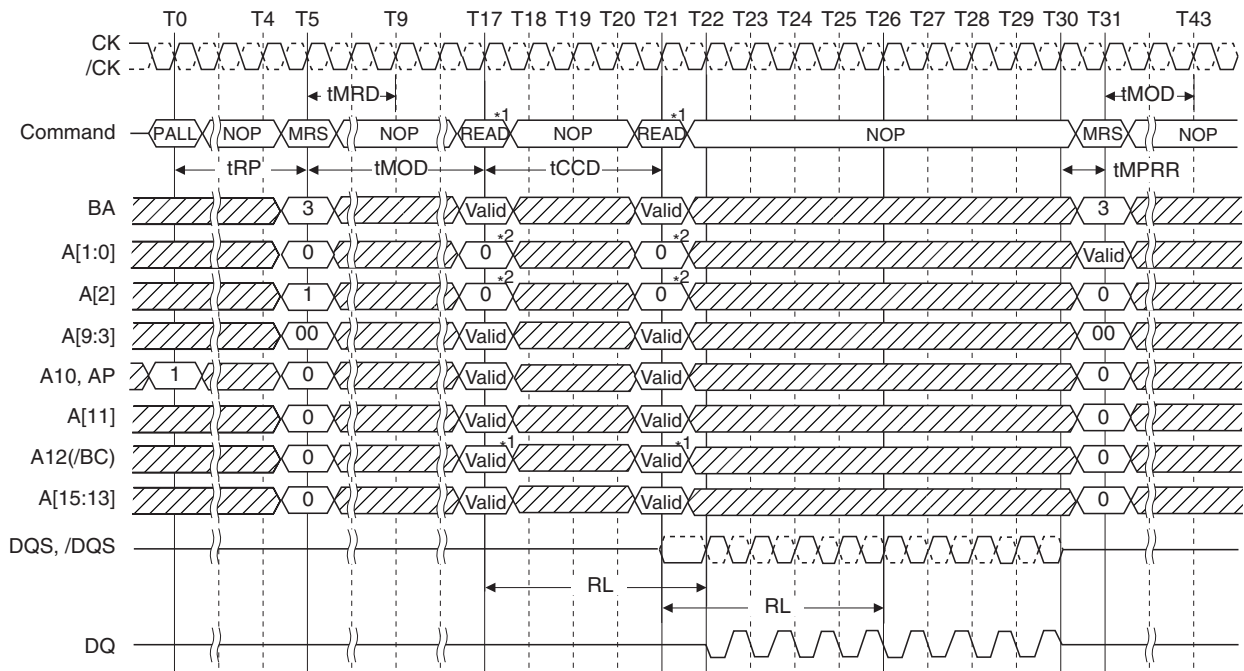 T0 T4 T5 T9 T17 T18 T19 T20 T21 T22 T23 T24 T25 T26 T27 T28 T29 T30 T31 T43
CK
/CK
tMRD tMOD
Command PALL NOP MRS NOP READ *1 NOP READ *1 NOP MRS NOP
tRP tMOD tCCD tMPRR
BA 3 Valid Valid 3
A[1:0] 0 0 *2 0 *2 Valid
A[2] 1 0 *2 0 *2 0
A[9:3] 00 Valid Valid 00
A10, AP 1 0 Valid Valid 0
A[11] 0 Valid Valid 0
A12(/BC) 0 Valid *1 Valid *1 0
A[15:13] 0 Valid Valid 0
DQS, /DQS
RL
RL
DQ